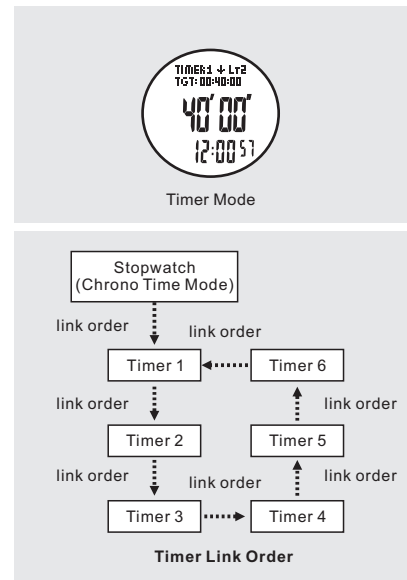 TIMER1 ↓ LT2
TGT: 00:40:00
40' 00"
12:00 57
Timer Mode
Stopwatch
(Chrono Time Mode)
link order
link order
Timer 1
Timer 6
link order
link order
Timer 2
Timer 5
link order
link order
link order
Timer 3
Timer 4
Timer Link Order